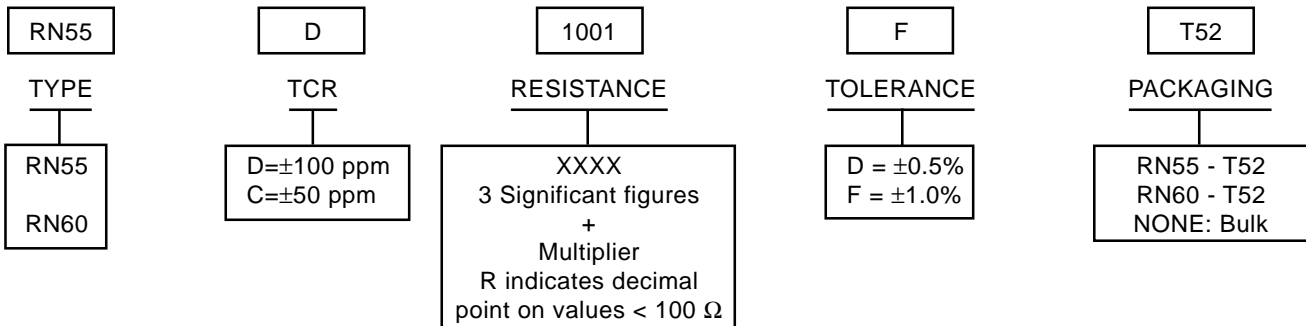 RN55 D 1001 F T52
TYPE TCR RESISTANCE TOLERANCE PACKAGING
RN55
RN60
D=±100 ppm
C=±50 ppm
XXXX
3 Significant figures
+
Multiplier
R indicates decimal
point on values < 100 Ω
D = ±0.5%
F = ±1.0%
RN55 - T52
RN60 - T52
NONE: Bulk